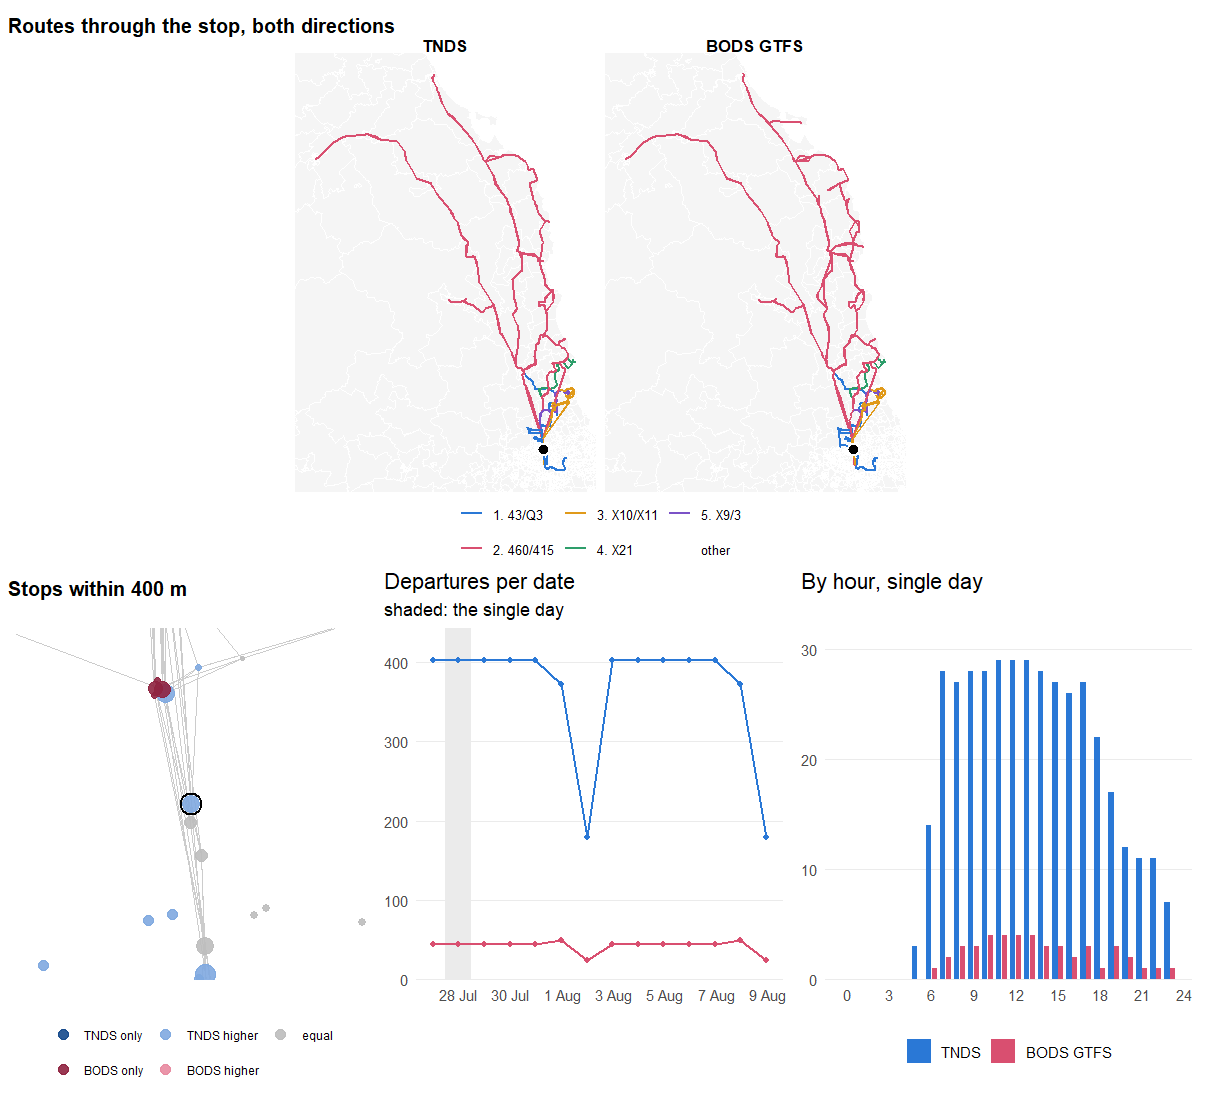 Routes through the stop, both directions
TNDS
BODS GTFS
1. 43/Q3
3. X10/X11
5. X9/3
2. 460/415
4. X21
other
Stops within 400 m
TNDS only
TNDS higher
equal
BODS only
BODS higher
Departures per date
shaded: the single day
400
300
200
100
0
28 Jul
30 Jul
1 Aug
3 Aug
5 Aug
7 Aug
9 Aug
By hour, single day
30
20
10
0
0
3
6
9
12
15
18
21
24
TNDS
BODS GTFS